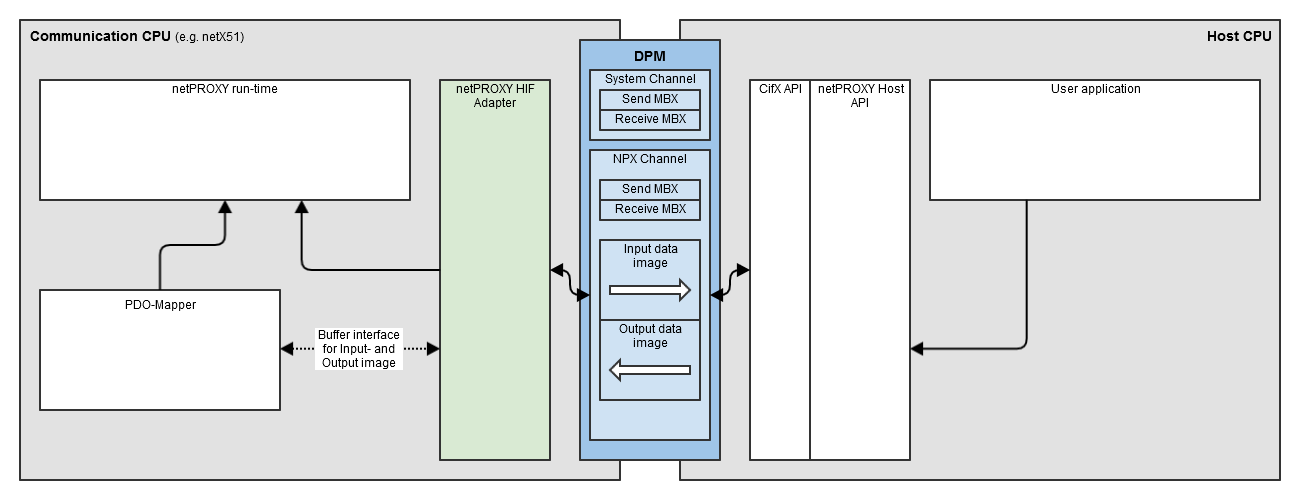 Communication CPU (e.g. netX51)
Host CPU
DPM
netPROXY run-time
netPROXY HIF
Adapter
System Channel
Send MBX
Receive MBX
CifX API
netPROXY Host
API
User application
NPX Channel
Send MBX
Receive MBX
Input data
image
PDO-Mapper
Buffer interface
for Input- and
Output image
Output data
image